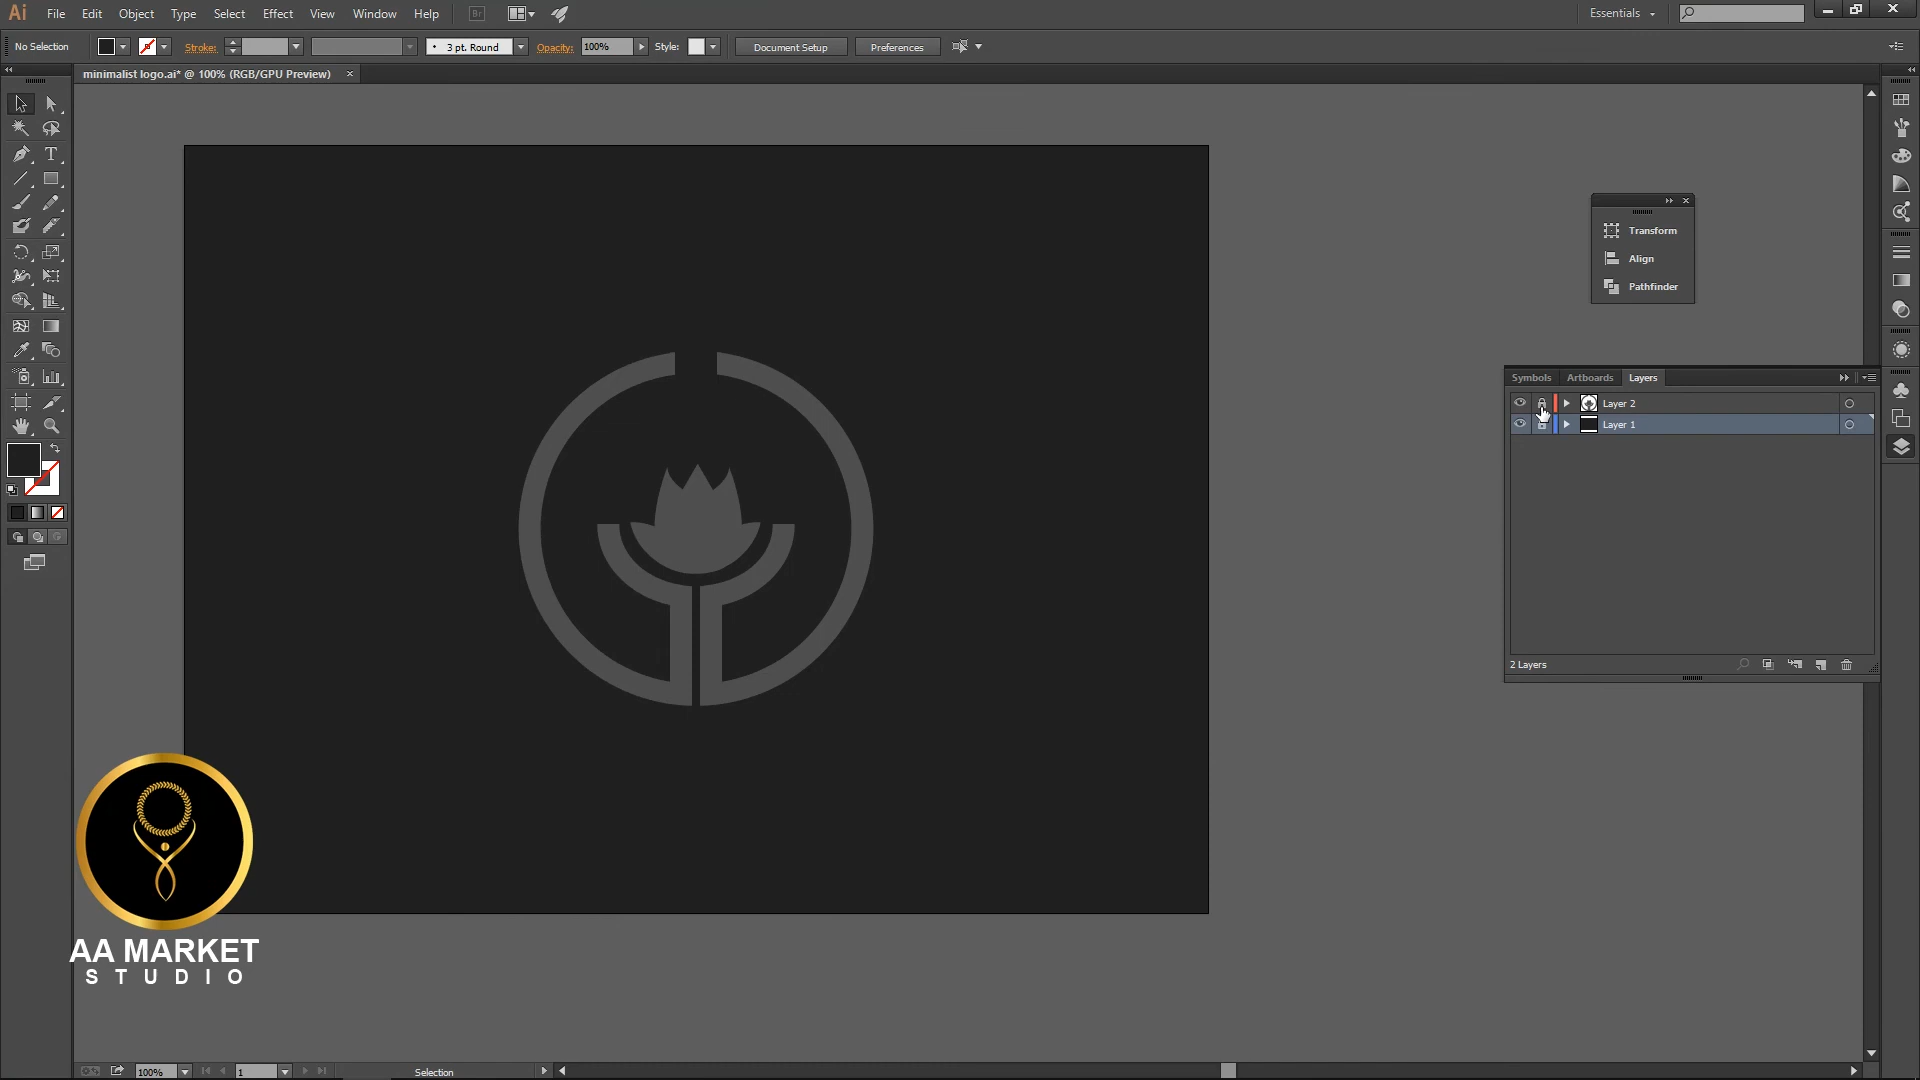 Ai File Edit Object Type Select Effect View Window Help Br Essentials
No Selection Stroke: 3 pt. Round Opacity: 100% Style: Document Setup Preferences
minimalist logo.ai* @ 100% (RGB/GPU Preview)
Transform
Align
Pathfinder
Symbols Artboards Layers
Layer 2
Layer 1
2 Layers
AA MARKET
STUDIO
100% 1 Selection